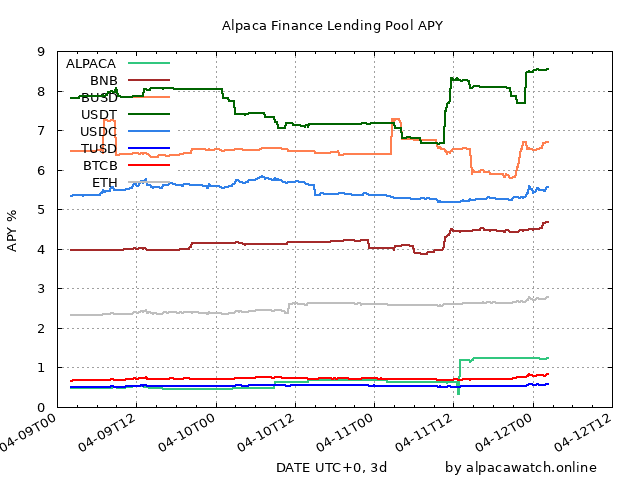 Alpaca Finance Lending Pool APY
APY %
9
8
7
6
5
4
3
2
1
0
ALPACA
BNB
BUSD
USDT
USDC
TUSD
BTCB
ETH
04-09T00
04-09T12
04-10T00
04-10T12
04-11T00
04-11T12
04-12T00
04-12T12
DATE UTC+0, 3d
by alpacawatch.online